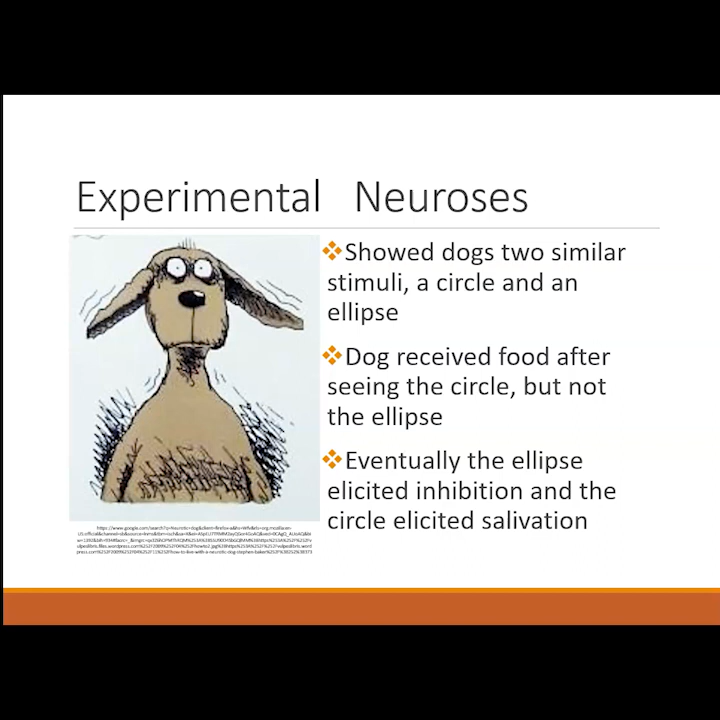 Experimental Neuroses
❖Showed dogs two similar
stimuli, a circle and an
ellipse
❖Dog received food after
seeing the circle, but not
the ellipse
❖Eventually the ellipse
elicited inhibition and the
circle elicited salivation